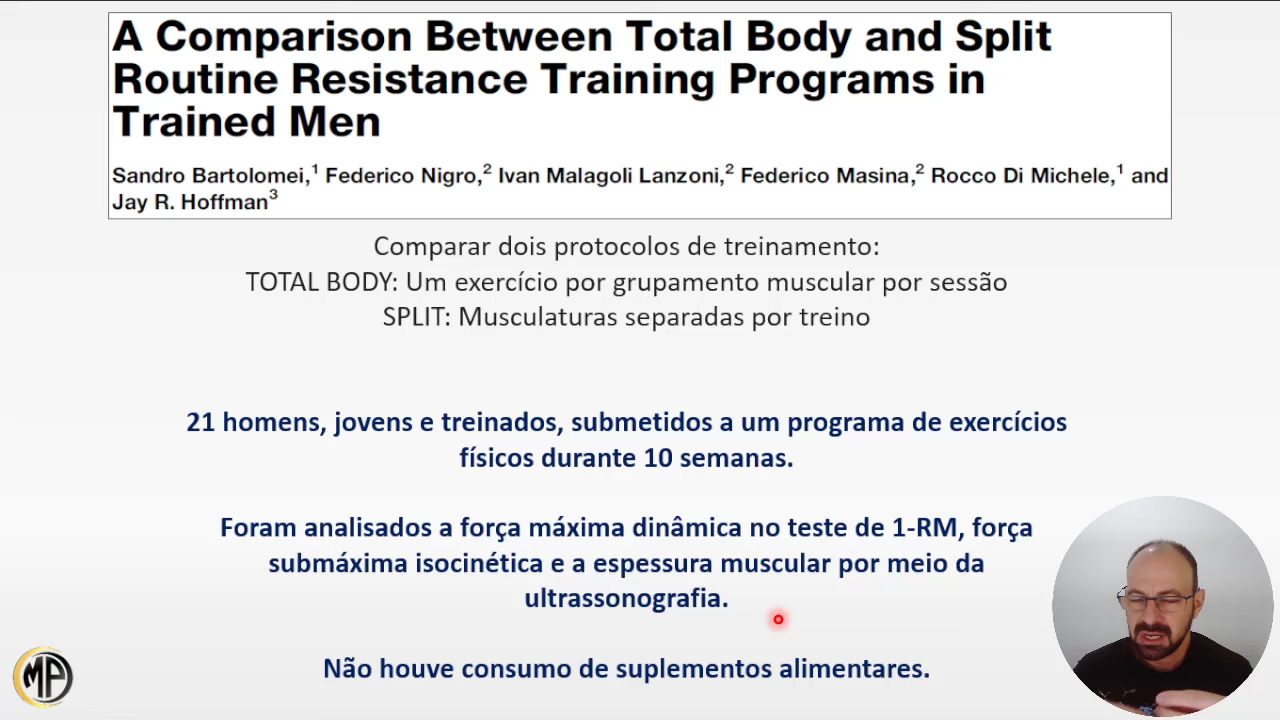 A Comparison Between Total Body and Split
Routine Resistance Training Programs in
Trained Men
Sandro Bartolomei,¹ Federico Nigro,² Ivan Malagoli Lanzoni,² Federico Masina,² Rocco Di Michele,¹ and
Jay R. Hoffman³
Comparar dois protocolos de treinamento:
TOTAL BODY: Um exercício por grupamento muscular por sessão
SPLIT: Musculaturas separadas por treino
21 homens, jovens e treinados, submetidos a um programa de exercícios
físicos durante 10 semanas.
Foram analisados a força máxima dinâmica no teste de 1-RM, força
submáxima isocinética e a espessura muscular por meio da
ultrassonografia.
Não houve consumo de suplementos alimentares.
MP